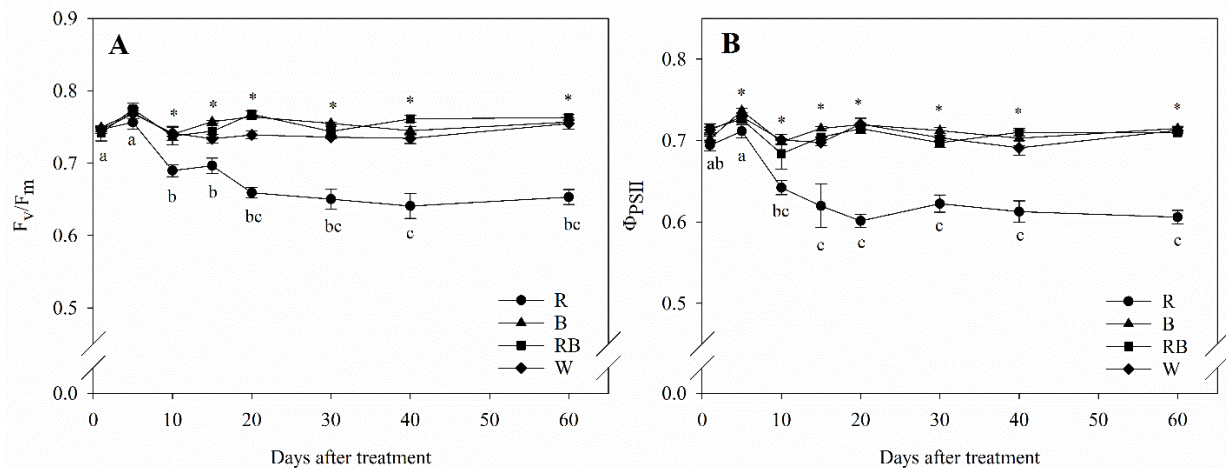 A
0.9
0.8
0.7
0.6
0.5
0.0
Fv/Fm
* * * * * *
a a b b bc bc c bc
R
B
RB
W
0 10 20 30 40 50 60
Days after treatment
B
0.8
0.7
0.6
0.5
0.0
ΦPSII
* * * * * * *
ab a bc c c c c c
R
B
RB
W
0 10 20 30 40 50 60
Days after treatment